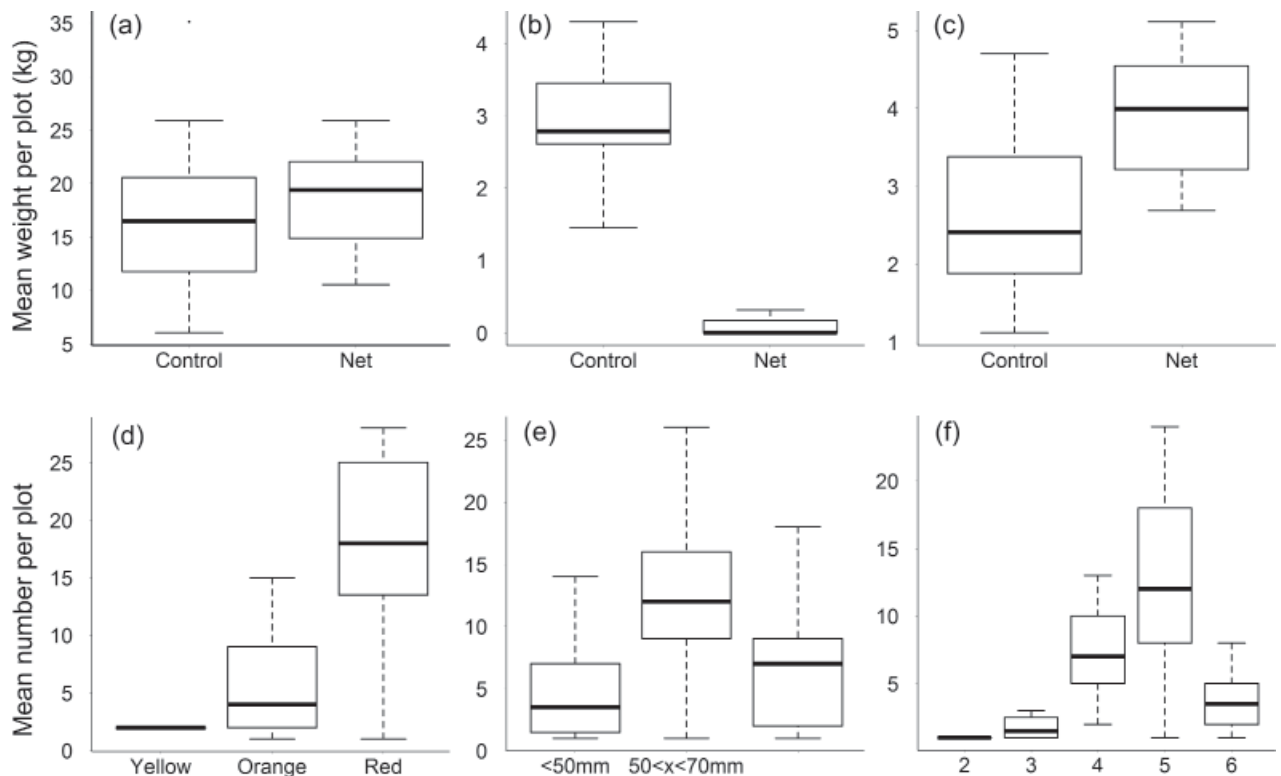 Mean weight per plot (kg)
(a)
35
30
25
20
15
10
5
Control Net
(b)
4
3
2
1
0
Control Net
(c)
5
4
3
2
1
Control Net
Mean number per plot
(d)
25
20
15
10
5
0
Yellow Orange Red
(e)
25
20
15
10
5
0
<50mm 50<x<70mm
(f)
20
15
10
5
2 3 4 5 6